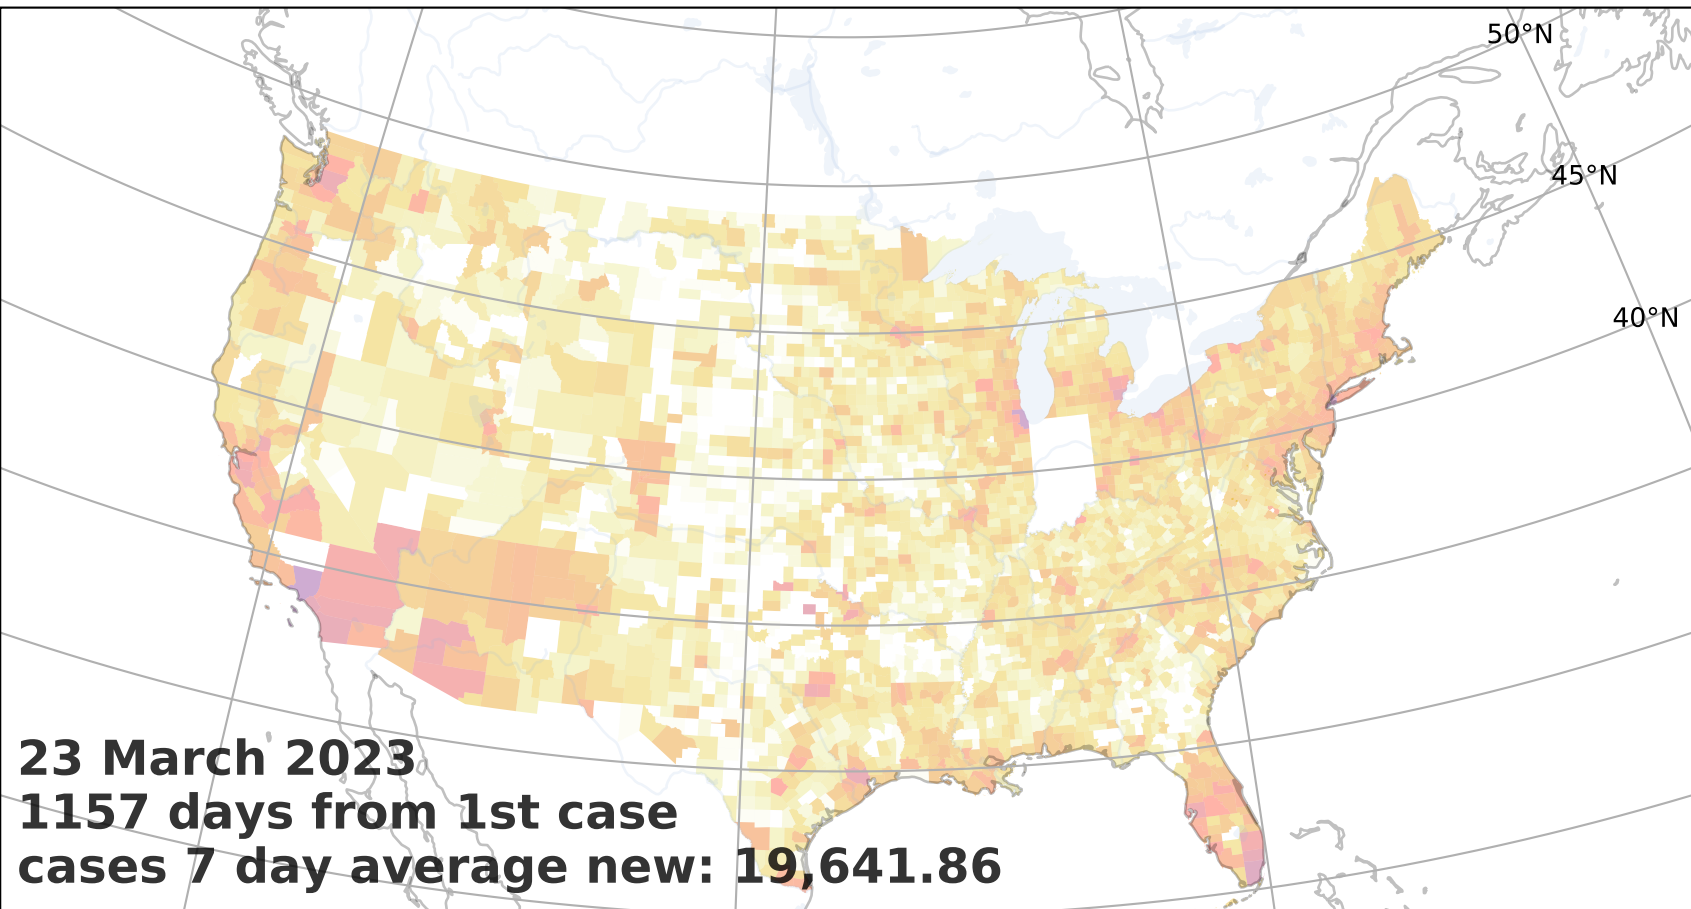 50°N
45°N
40°N
23 March 2023
1157 days from 1st case
cases 7 day average new: 19,641.86